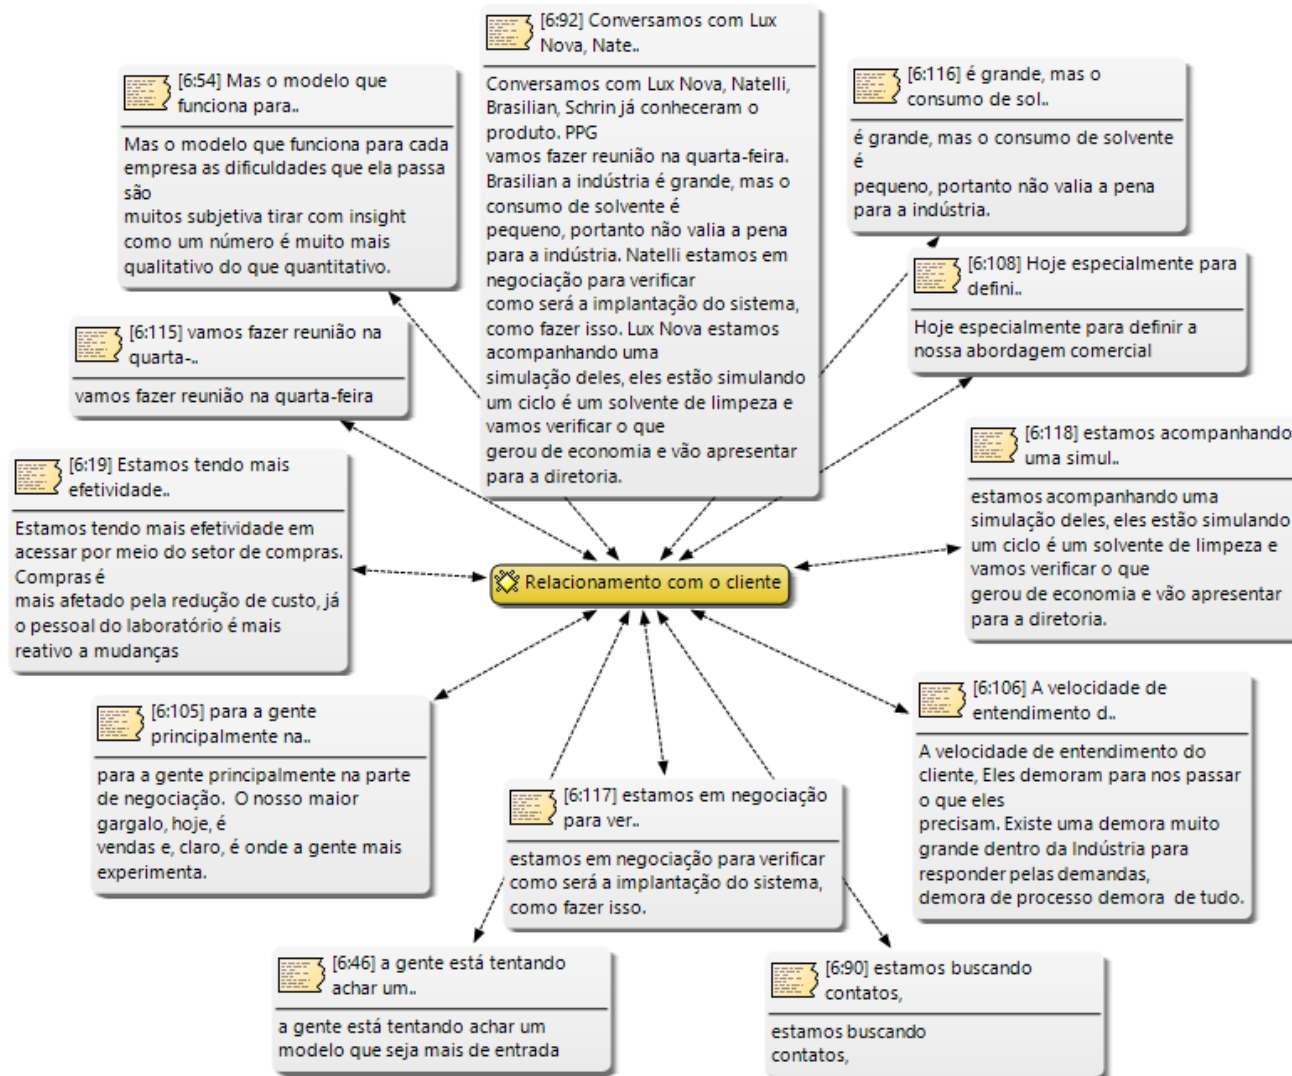 [6:92] Conversamos com Lux
Nova, Nate..
Conversamos com Lux Nova, Natelli,
Brasilian, Schrin já conheceram o
produto. PPG
vamos fazer reunião na quarta-feira.
Brasilian a indústria é grande, mas o
consumo de solvente é
pequeno, portanto não valia a pena
para a indústria. Natelli estamos em
negociação para verificar
como será a implantação do sistema,
como fazer isso. Lux Nova estamos
acompanhando uma
simulação deles, eles estão simulando
um ciclo é um solvente de limpeza e
vamos verificar o que
gerou de economia e vão apresentar
para a diretoria.
[6:54] Mas o modelo que
funciona para..
Mas o modelo que funciona para cada
empresa as dificuldades que ela passa
são
muitos subjetiva tirar com insight
como um número é muito mais
qualitativo do que quantitativo.
[6:116] é grande, mas o
consumo de sol..
é grande, mas o consumo de solvente
é
pequeno, portanto não valia a pena
para a indústria.
[6:108] Hoje especialmente para
defini..
Hoje especialmente para definir a
nossa abordagem comercial
[6:115] vamos fazer reunião na
quarta-..
vamos fazer reunião na quarta-feira
[6:118] estamos acompanhando
uma simul..
estamos acompanhando uma
simulação deles, eles estão simulando
um ciclo é um solvente de limpeza e
vamos verificar o que
gerou de economia e vão apresentar
para a diretoria.
[6:19] Estamos tendo mais
efetividade..
Estamos tendo mais efetividade em
acessar por meio do setor de compras.
Compras é
mais afetado pela redução de custo, já
o pessoal do laboratório é mais
reativo a mudanças
Relacionamento com o cliente
[6:105] para a gente
principalmente na..
para a gente principalmente na parte
de negociação. O nosso maior
gargalo, hoje, é
vendas e, claro, é onde a gente mais
experimenta.
[6:106] A velocidade de
entendimento d..
A velocidade de entendimento do
cliente, Eles demoram para nos passar
o que eles
precisam. Existe uma demora muito
grande dentro da Indústria para
responder pelas demandas,
demora de processo demora de tudo.
[6:117] estamos em negociação
para ver..
estamos em negociação para verificar
como será a implantação do sistema,
como fazer isso.
[6:46] a gente está tentando
achar um..
a gente está tentando achar um
modelo que seja mais de entrada
[6:90] estamos buscando
contatos,
estamos buscando
contatos,